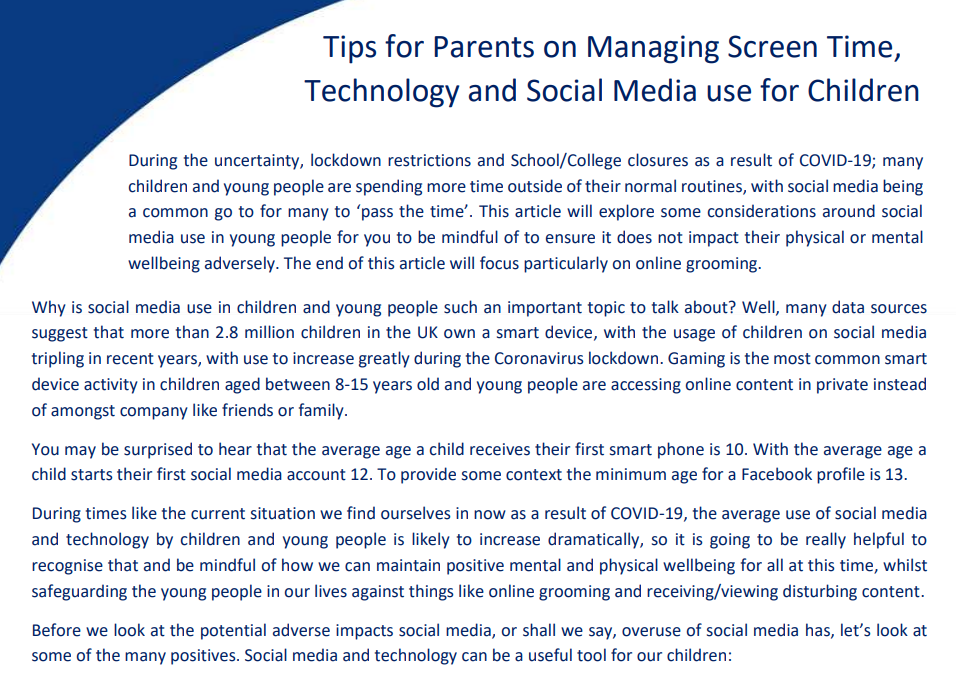 Tips for Parents on Managing Screen Time,
Technology and Social Media use for Children
During the uncertainty, lockdown restrictions and School/College closures as a result of COVID-19; many
children and young people are spending more time outside of their normal routines, with social media being
a common go to for many to ‘pass the time’. This article will explore some considerations around social
media use in young people for you to be mindful of to ensure it does not impact their physical or mental
wellbeing adversely. The end of this article will focus particularly on online grooming.
Why is social media use in children and young people such an important topic to talk about? Well, many data sources
suggest that more than 2.8 million children in the UK own a smart device, with the usage of children on social media
tripling in recent years, with use to increase greatly during the Coronavirus lockdown. Gaming is the most common smart
device activity in children aged between 8-15 years old and young people are accessing online content in private instead
of amongst company like friends or family.
You may be surprised to hear that the average age a child receives their first smart phone is 10. With the average age a
child starts their first social media account 12. To provide some context the minimum age for a Facebook profile is 13.
During times like the current situation we find ourselves in now as a result of COVID-19, the average use of social media
and technology by children and young people is likely to increase dramatically, so it is going to be really helpful to
recognise that and be mindful of how we can maintain positive mental and physical wellbeing for all at this time, whilst
safeguarding the young people in our lives against things like online grooming and receiving/viewing disturbing content.
Before we look at the potential adverse impacts social media, or shall we say, overuse of social media has, let’s look at
some of the many positives. Social media and technology can be a useful tool for our children: